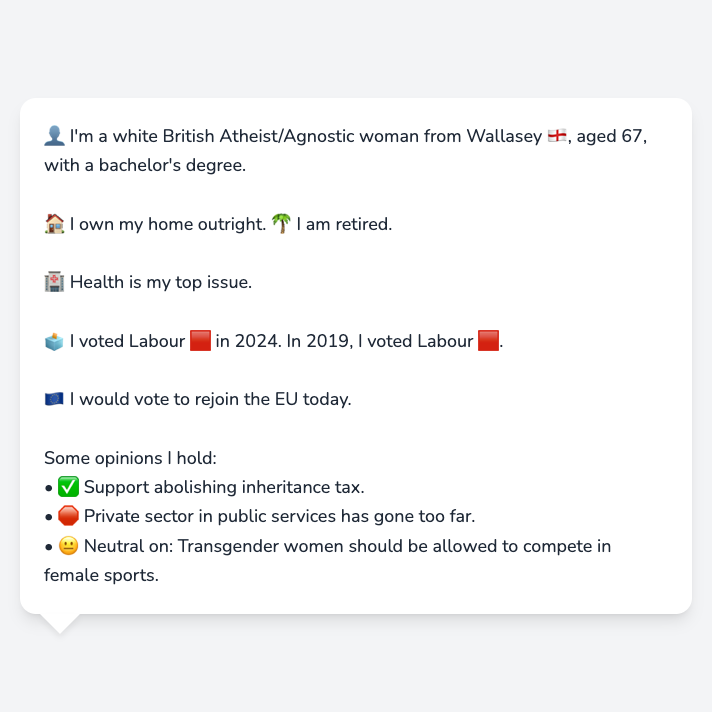 👤 I'm a white British Atheist/Agnostic woman from Wallasey 🏴󠁧󠁢󠁥󠁮󠁧󠁿, aged 67,
with a bachelor's degree.
🏠 I own my home outright. 🌴 I am retired.
🏥 Health is my top issue.
🗳️ I voted Labour 🟥 in 2024. In 2019, I voted Labour 🟥.
🇪🇺 I would vote to rejoin the EU today.
Some opinions I hold:
• ✅ Support abolishing inheritance tax.
• 🛑 Private sector in public services has gone too far.
• 😐 Neutral on: Transgender women should be allowed to compete in
female sports.